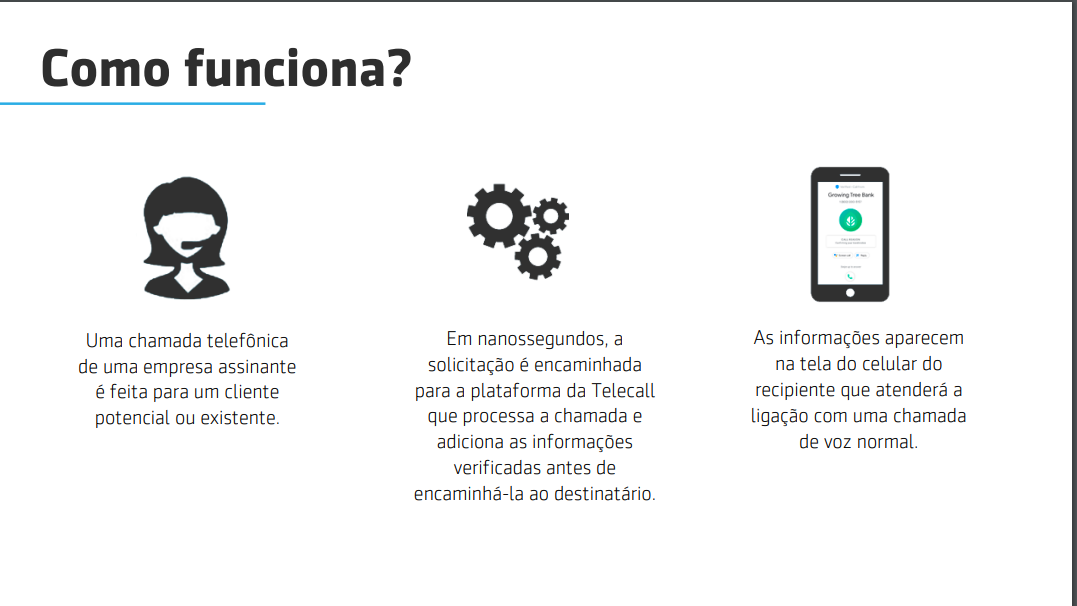 Como funciona?
Uma chamada telefônica
de uma empresa assinante
é feita para um cliente
potencial ou existente.
Em nanossegundos, a
solicitação é encaminhada
para a plataforma da Telecall
que processa a chamada e
adiciona as informações
verificadas antes de
encaminhá-la ao destinatário.
Growing Tree Bank
As informações aparecem
na tela do celular do
recipiente que atenderá a
ligação com uma chamada
de voz normal.